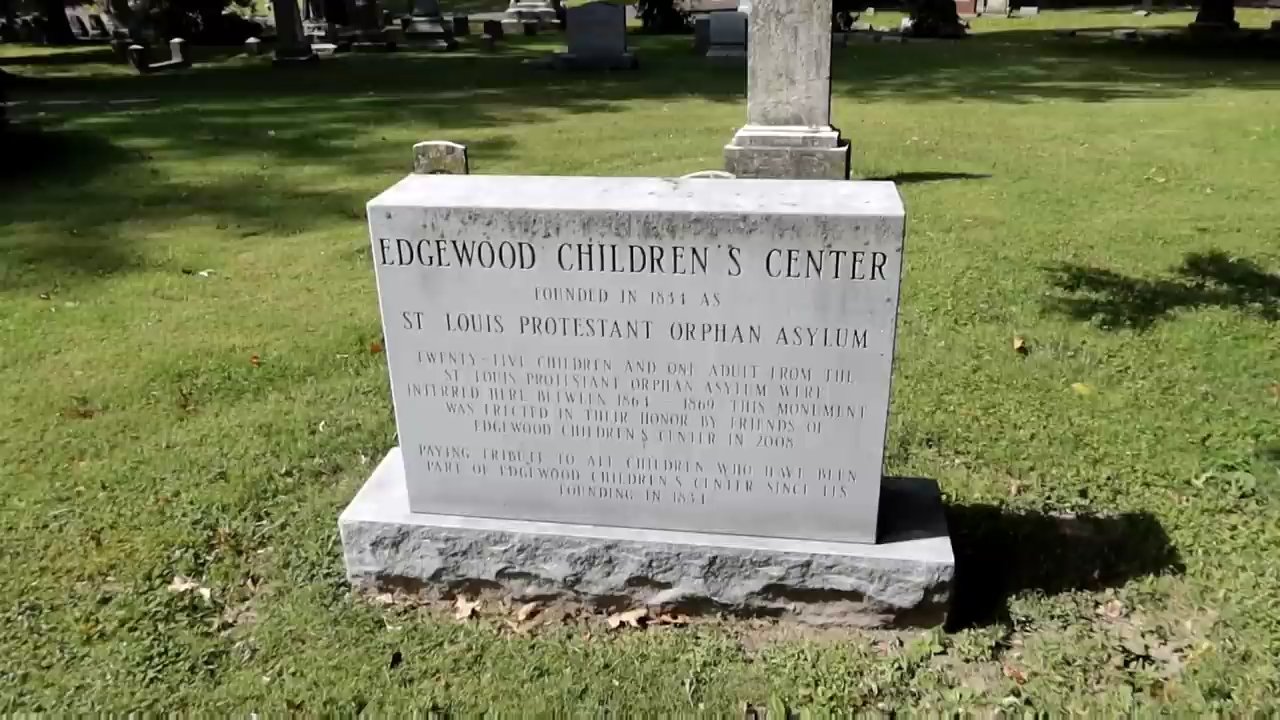 EDGEWOOD CHILDREN'S CENTER
FOUNDED IN 1834 AS
ST LOUIS PROTESTANT ORPHAN ASYLUM
TWENTY-FIVE CHILDREN AND ONE ADULT FROM THE
ST LOUIS PROTESTANT ORPHAN ASYLUM WERE
INTERRED HERE BETWEEN 1864 - 1869 THIS MONUMENT
WAS ERECTED IN THEIR HONOR BY FRIENDS OF
EDGEWOOD CHILDREN'S CENTER IN 2008
PAYING TRIBUTE TO ALL CHILDREN WHO HAVE BEEN
PART OF EDGEWOOD CHILDREN'S CENTER SINCE ITS
FOUNDING IN 1834